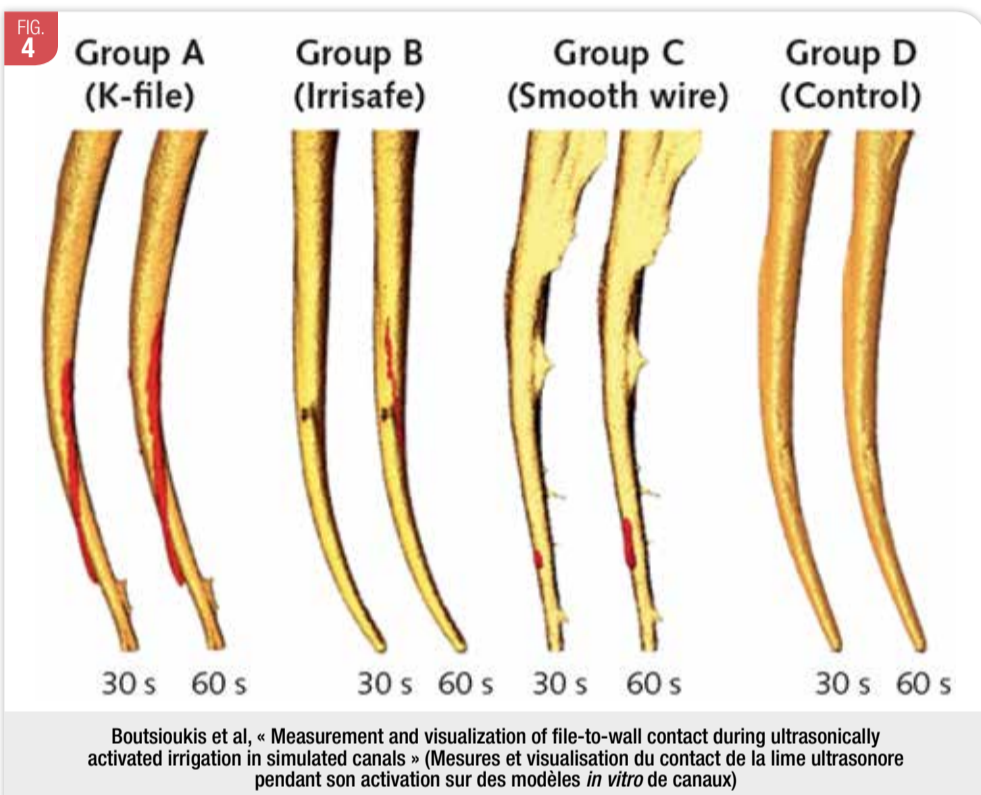 FIG.
4
Group A
(K-file)
Group B
(Irrisafe)
Group C
(Smooth wire)
Group D
(Control)
30 s 60 s 30 s 60 s 30 s 60 s 30 s 60 s
Boutsioukis et al, « Measurement and visualization of file-to-wall contact during ultrasonically
activated irrigation in simulated canals » (Mesures et visualisation du contact de la lime ultrasonore
pendant son activation sur des modèles in vitro de canaux)